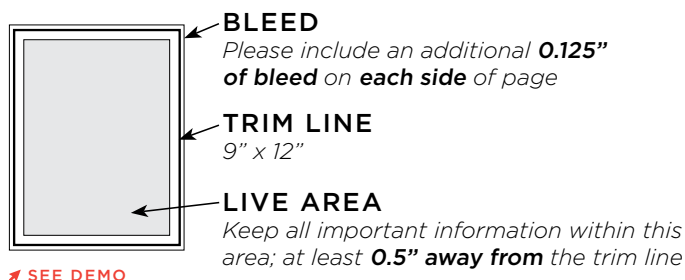 BLEED
Please include an additional 0.125”
of bleed on each side of page
TRIM LINE
9” x 12”
LIVE AREA
Keep all important information within this
area; at least 0.5” away from the trim line
SEE DEMO